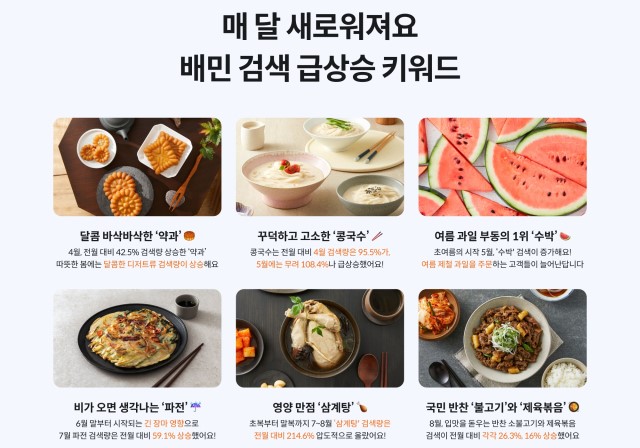 매 달 새로워져요
배민 검색 급상승 키워드
달콤 바삭바삭한 ‘약과’
4월, 전월 대비 42.5% 검색량 상승한 ‘약과’
따뜻한 봄에는 달콤한 디저트류 검색량이 상승해요
꾸덕하고 고소한 ‘콩국수’
콩국수는 전월 대비 4월 검색량은 95.5%가,
5월에는 무려 108.4%나 급상승했어요!
여름 과일 부동의 1위 ‘수박’
초여름의 시작 5월, ‘수박’ 검색이 증가해요!
여름 제철 과일을 주문하는 고객들이 늘어난답니다
비가 오면 생각나는 ‘파전’
6월 말부터 시작되는 긴 장마 영향으로
7월 파전 검색량은 전월 대비 59.1% 상승했어요!
영양 만점 ‘삼계탕’
초복부터 말복까지 7~8월 ‘삼계탕’ 검색량은
전월 대비 214.6% 압도적으로 올랐어요!
국민 반찬 ‘불고기’와 ‘제육볶음’
8월, 입맛을 돋우는 반찬 소불고기와 제육볶음
검색이 전월 대비 각각 26.3%, 16% 상승했어요